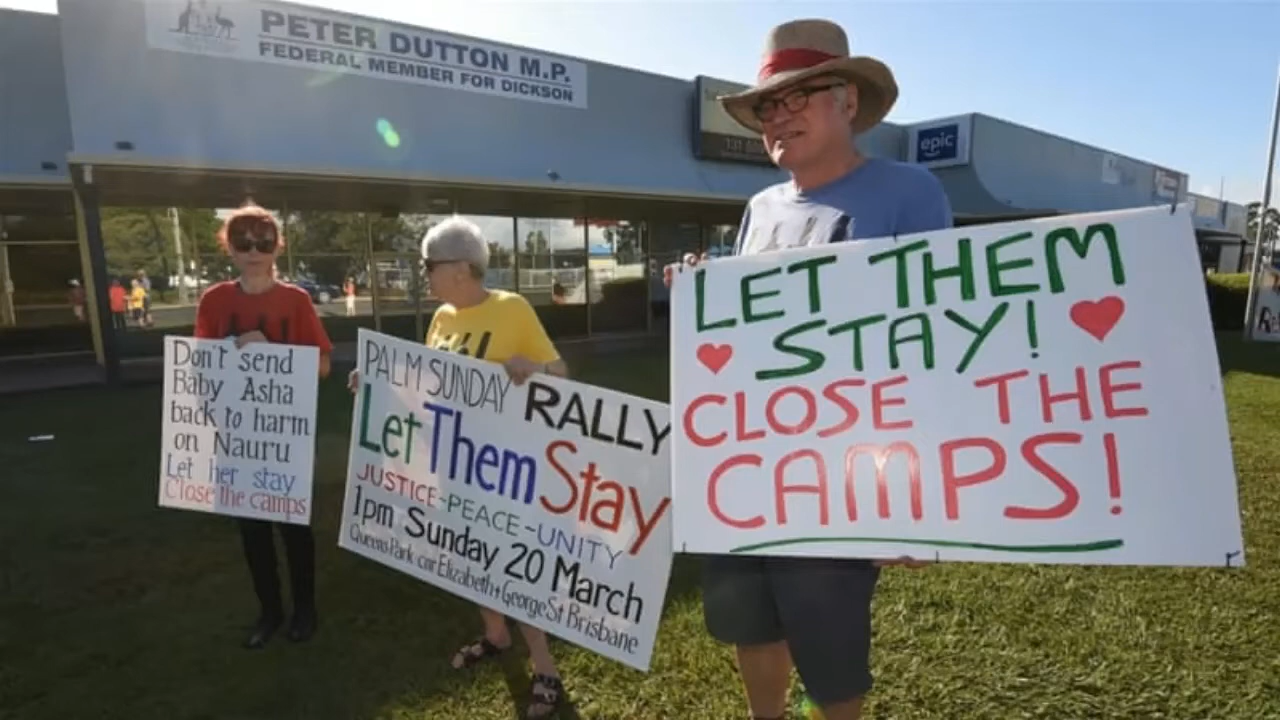 PETER DUTTON M.P.
FEDERAL MEMBER FOR DICKSON
epic
Don't send
Baby Asha
back to harm
on Nauru
Let her stay
Close the camps
PALM SUNDAY RALLY
Let Them Stay
JUSTICE-PEACE-UNITY
1pm Sunday 20 March
Queens Park-cnr Elizabeth+George St Brisbane
LET THEM
STAY!
CLOSE THE
CAMPS!